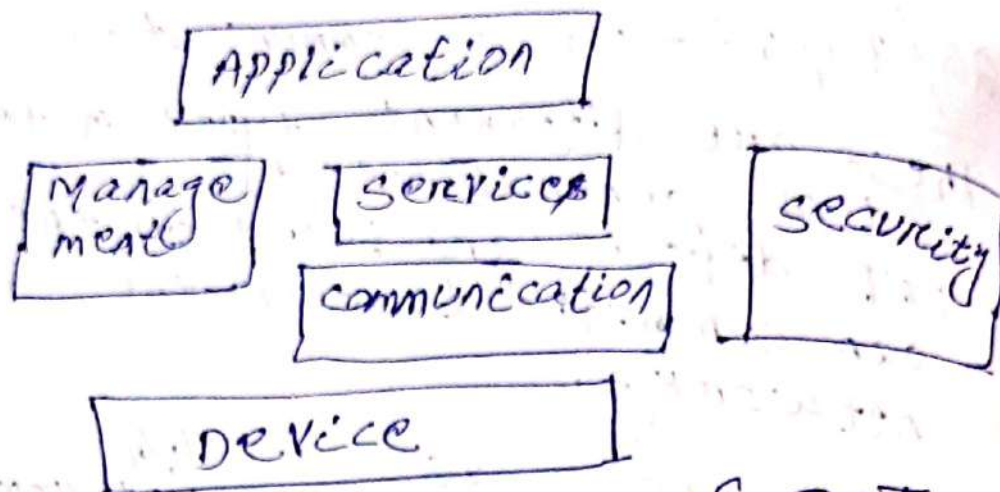 Application
Manage
ment
Services
Security
communication
Device